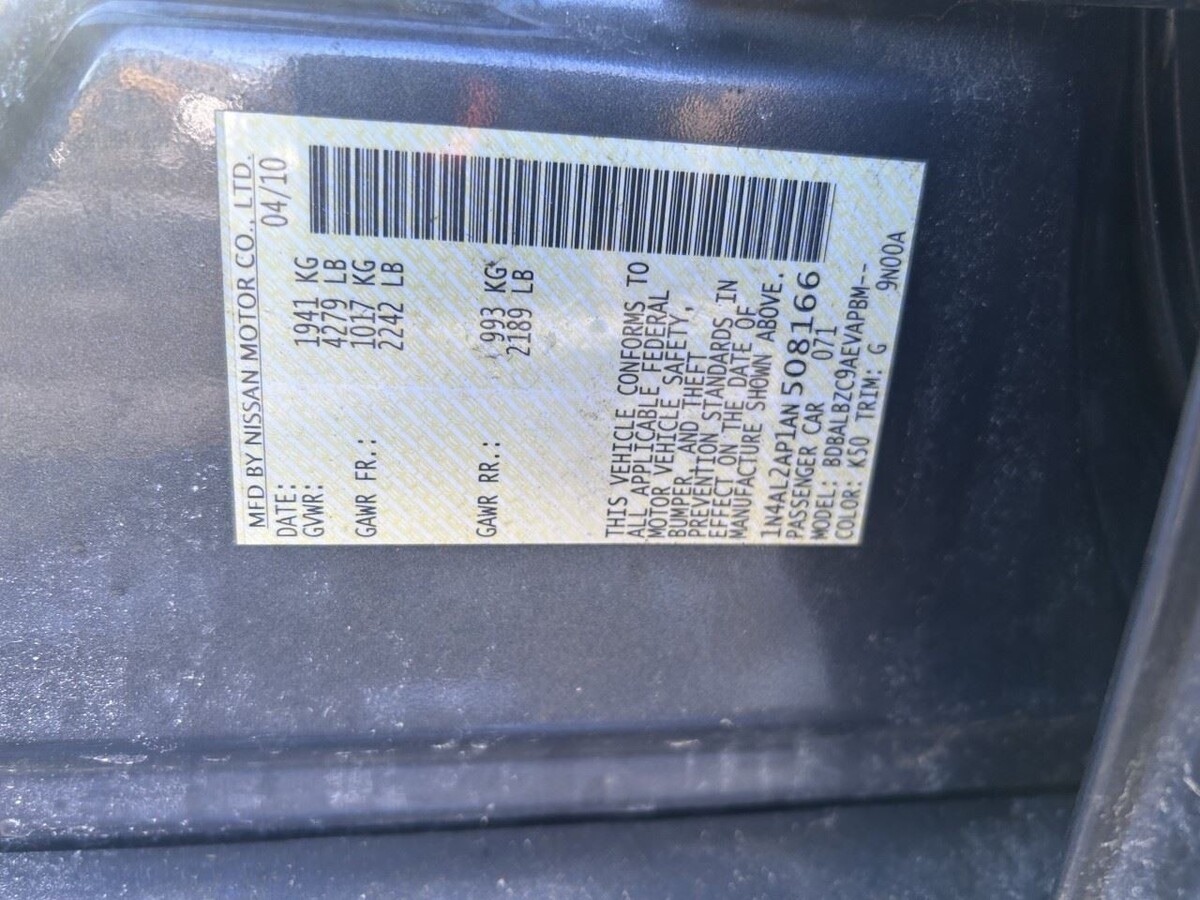 MFD BY NISSAN MOTOR CO., LTD.
DATE: 04/10
GVWR: 1941 KG
4279 LB
GAWR FR.: 1017 KG
2242 LB
GAWR RR.: 993 KG
2189 LB
THIS VEHICLE CONFORMS TO
ALL APPLICABLE FEDERAL
MOTOR VEHICLE SAFETY,
BUMPER, AND THEFT
PREVENTION STANDARDS IN
EFFECT ON THE DATE OF
MANUFACTURE SHOWN ABOVE.
1N4AL2AP1AN508166
PASSENGER CAR 071
MODEL: BDBALBZC9AEVAPBM--
COLOR: K50 TRIM: G 9N00A